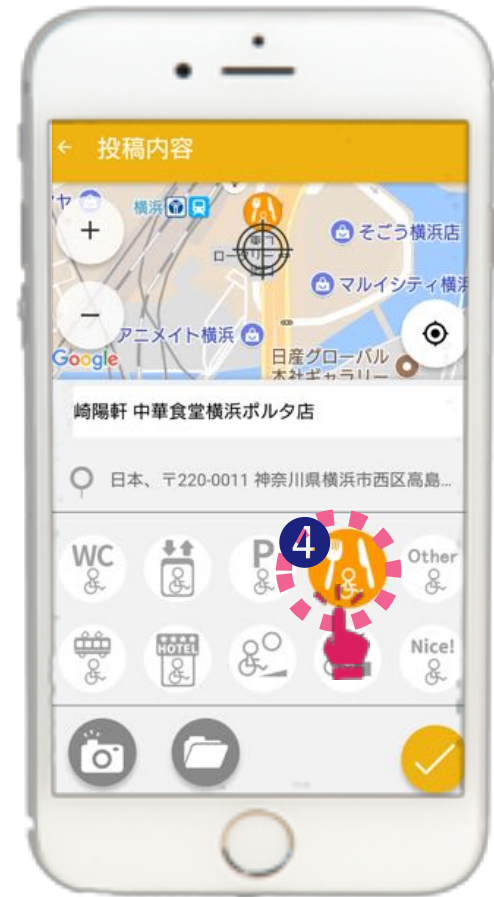 ← 投稿内容
ヤ
横浜
+
ロータリー
そごう横浜店
マルイシティ横浜
−
アニメイト横浜
Google
日産グローバル
本社ギャラリー
崎陽軒 中華食堂横浜ポルタ店
日本、〒220-0011 神奈川県横浜市西区高島...
WC
P
4
Other
HOTEL
Nice!